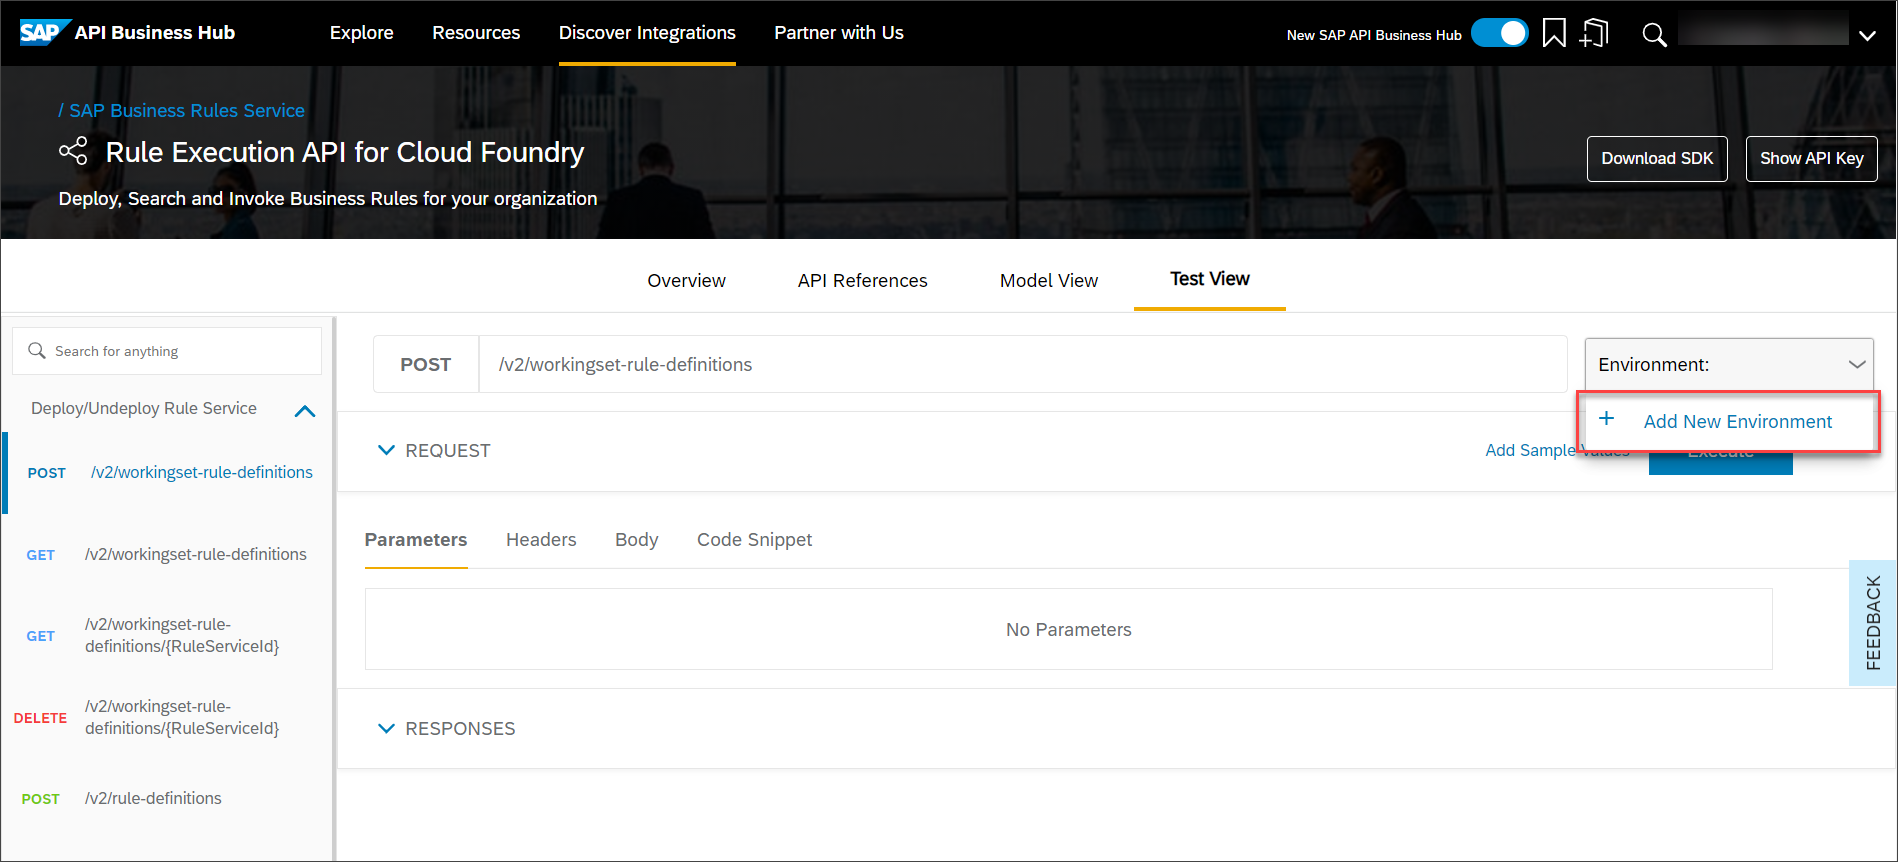 SAP API Business Hub
Explore
Resources
Discover Integrations
Partner with Us
New SAP API Business Hub
/ SAP Business Rules Service
Rule Execution API for Cloud Foundry
Deploy, Search and Invoke Business Rules for your organization
Download SDK
Show API Key
Overview
API References
Model View
Test View
Search for anything
Deploy/Undeploy Rule Service
POST /v2/workingset-rule-definitions
GET /v2/workingset-rule-definitions
GET /v2/workingset-rule-
definitions/{RuleServiceId}
DELETE /v2/workingset-rule-
definitions/{RuleServiceId}
POST /v2/rule-definitions
POST /v2/workingset-rule-definitions
Environment:
+ Add New Environment
REQUEST
Add Sample Values
Execute
Parameters
Headers
Body
Code Snippet
No Parameters
RESPONSES
FEEDBACK